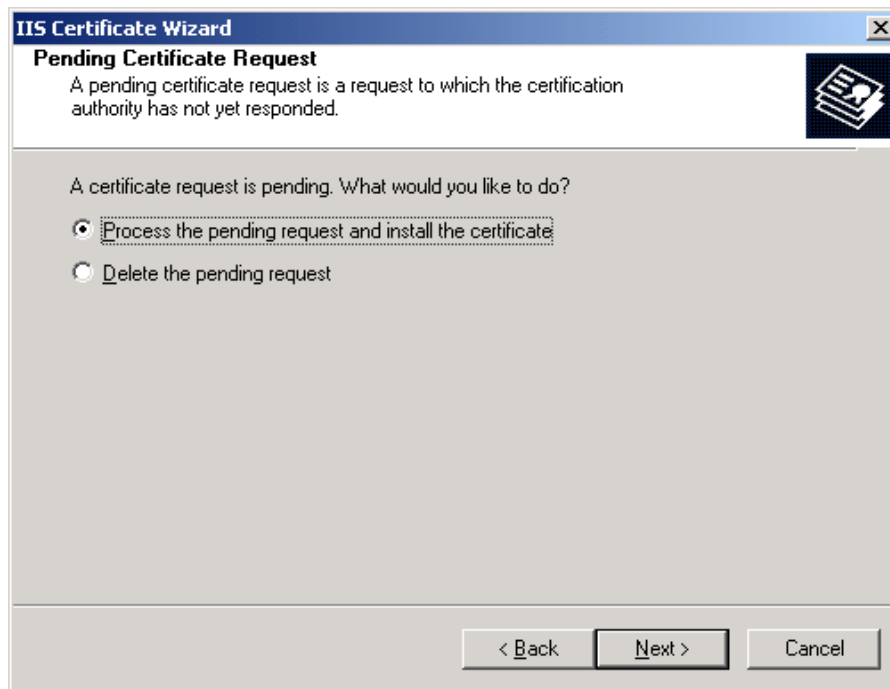 IIS Certificate Wizard
Pending Certificate Request
A pending certificate request is a request to which the certification
authority has not yet responded.
A certificate request is pending. What would you like to do?
Process the pending request and install the certificate
Delete the pending request
< Back
Next >
Cancel